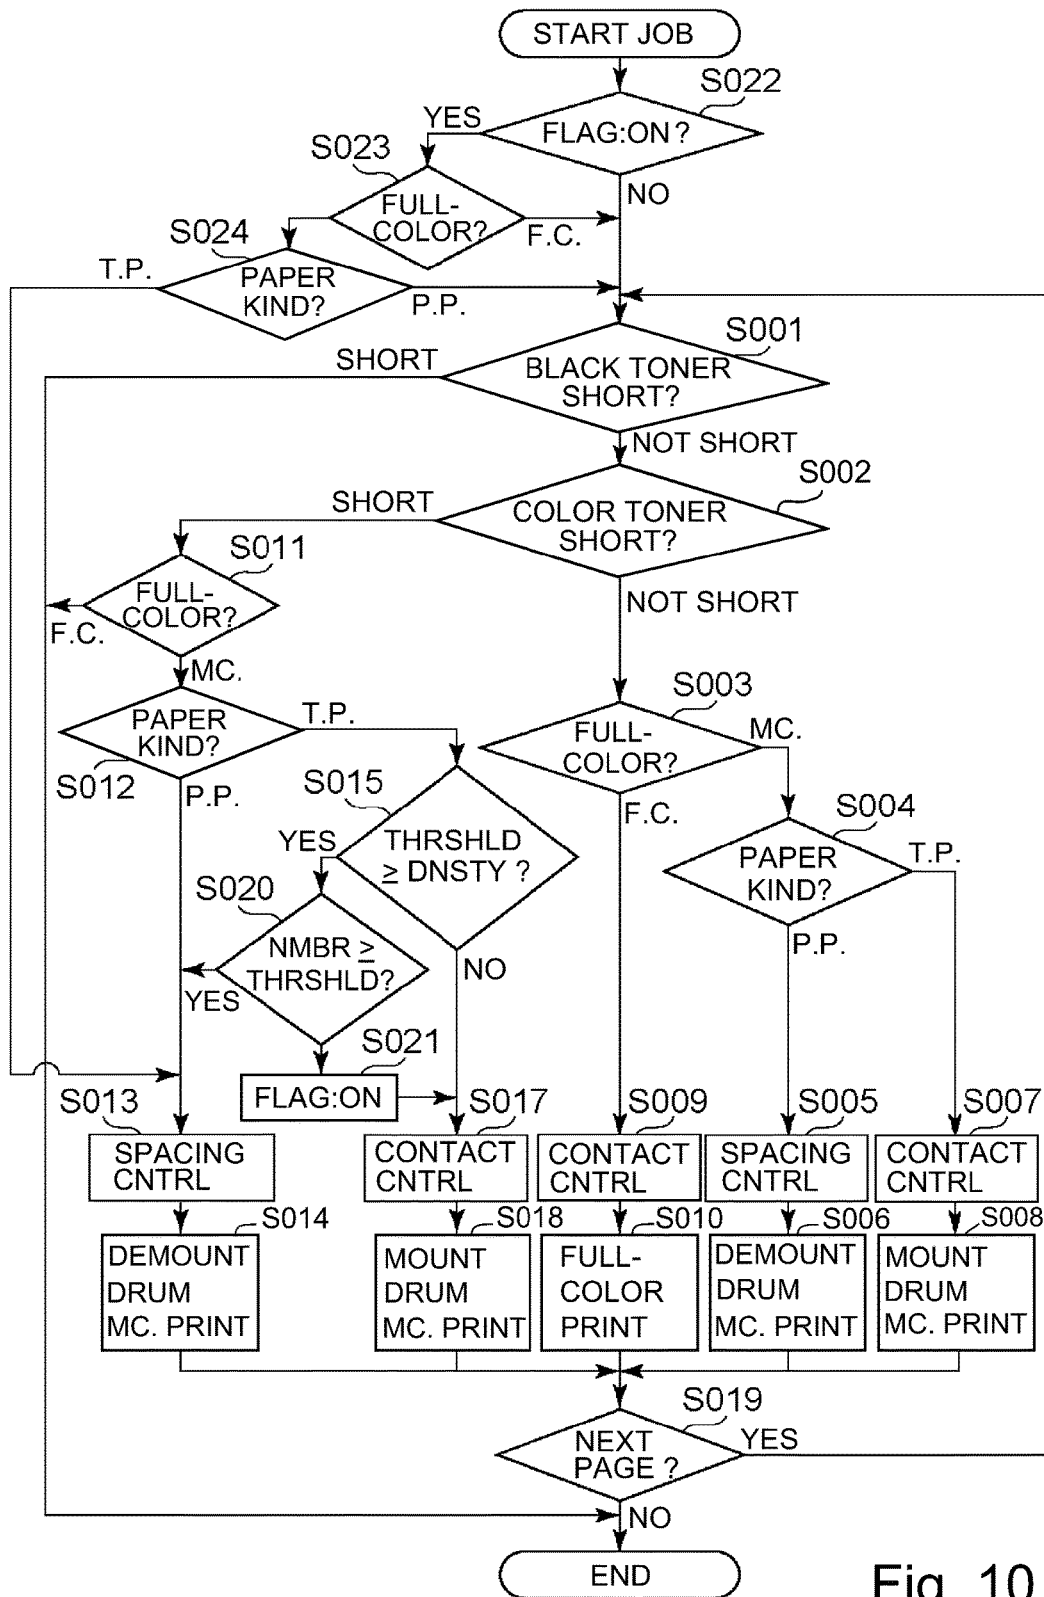 START JOB
S022
YES
FLAG:ON ?
S023
NO
FULL-
COLOR?
F.C.
S024
T.P.
PAPER
KIND?
P.P.
S001
SHORT
BLACK TONER
SHORT?
NOT SHORT
S002
SHORT
COLOR TONER
SHORT?
S011
NOT SHORT
FULL-
COLOR?
F.C.
MC.
S003
T.P.
MC.
PAPER
KIND?
FULL-
COLOR?
S012
P.P.
S015
F.C.
S004
YES
THRSHLD
≥ DNSTY ?
T.P.
PAPER
KIND?
S020
P.P.
NMBR ≥
THRSHLD?
NO
YES
S021
FLAG:ON
S013
S017
S009
S005
S007
SPACING
CNTRL
CONTACT
CNTRL
CONTACT
CNTRL
SPACING
CNTRL
CONTACT
CNTRL
S014
S018
S010
S006
S008
DEMOUNT
DRUM
MC. PRINT
MOUNT
DRUM
MC. PRINT
FULL-
COLOR
PRINT
DEMOUNT
DRUM
MC. PRINT
MOUNT
DRUM
MC. PRINT
S019
NEXT
PAGE ?
YES
NO
END
Fig. 10